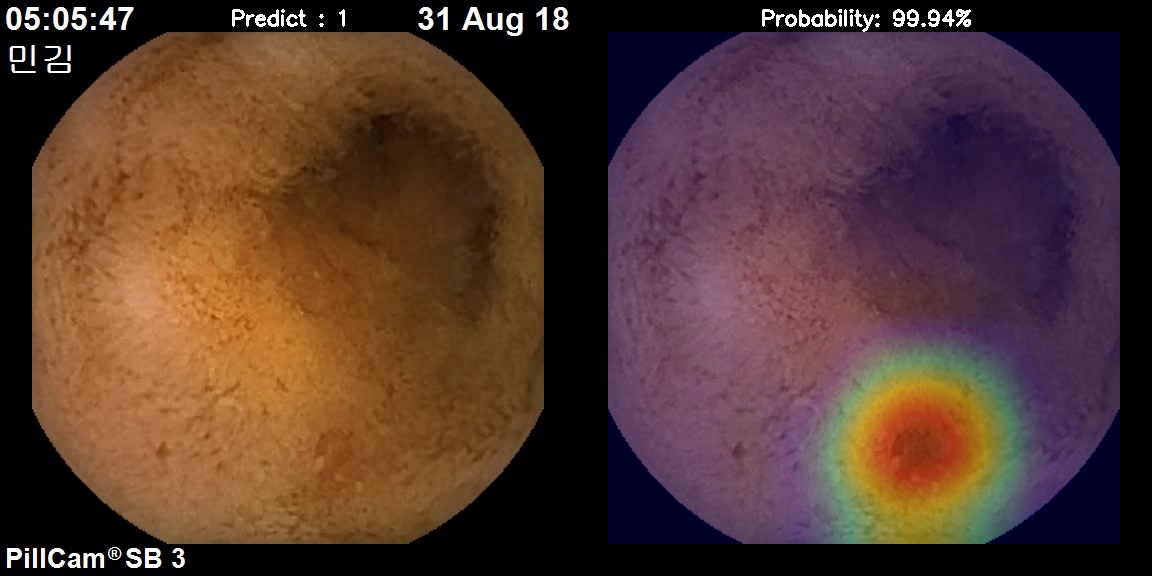 05:05:47
Predict : 1
31 Aug 18
Probability: 99.94%
민김
PillCam® SB 3